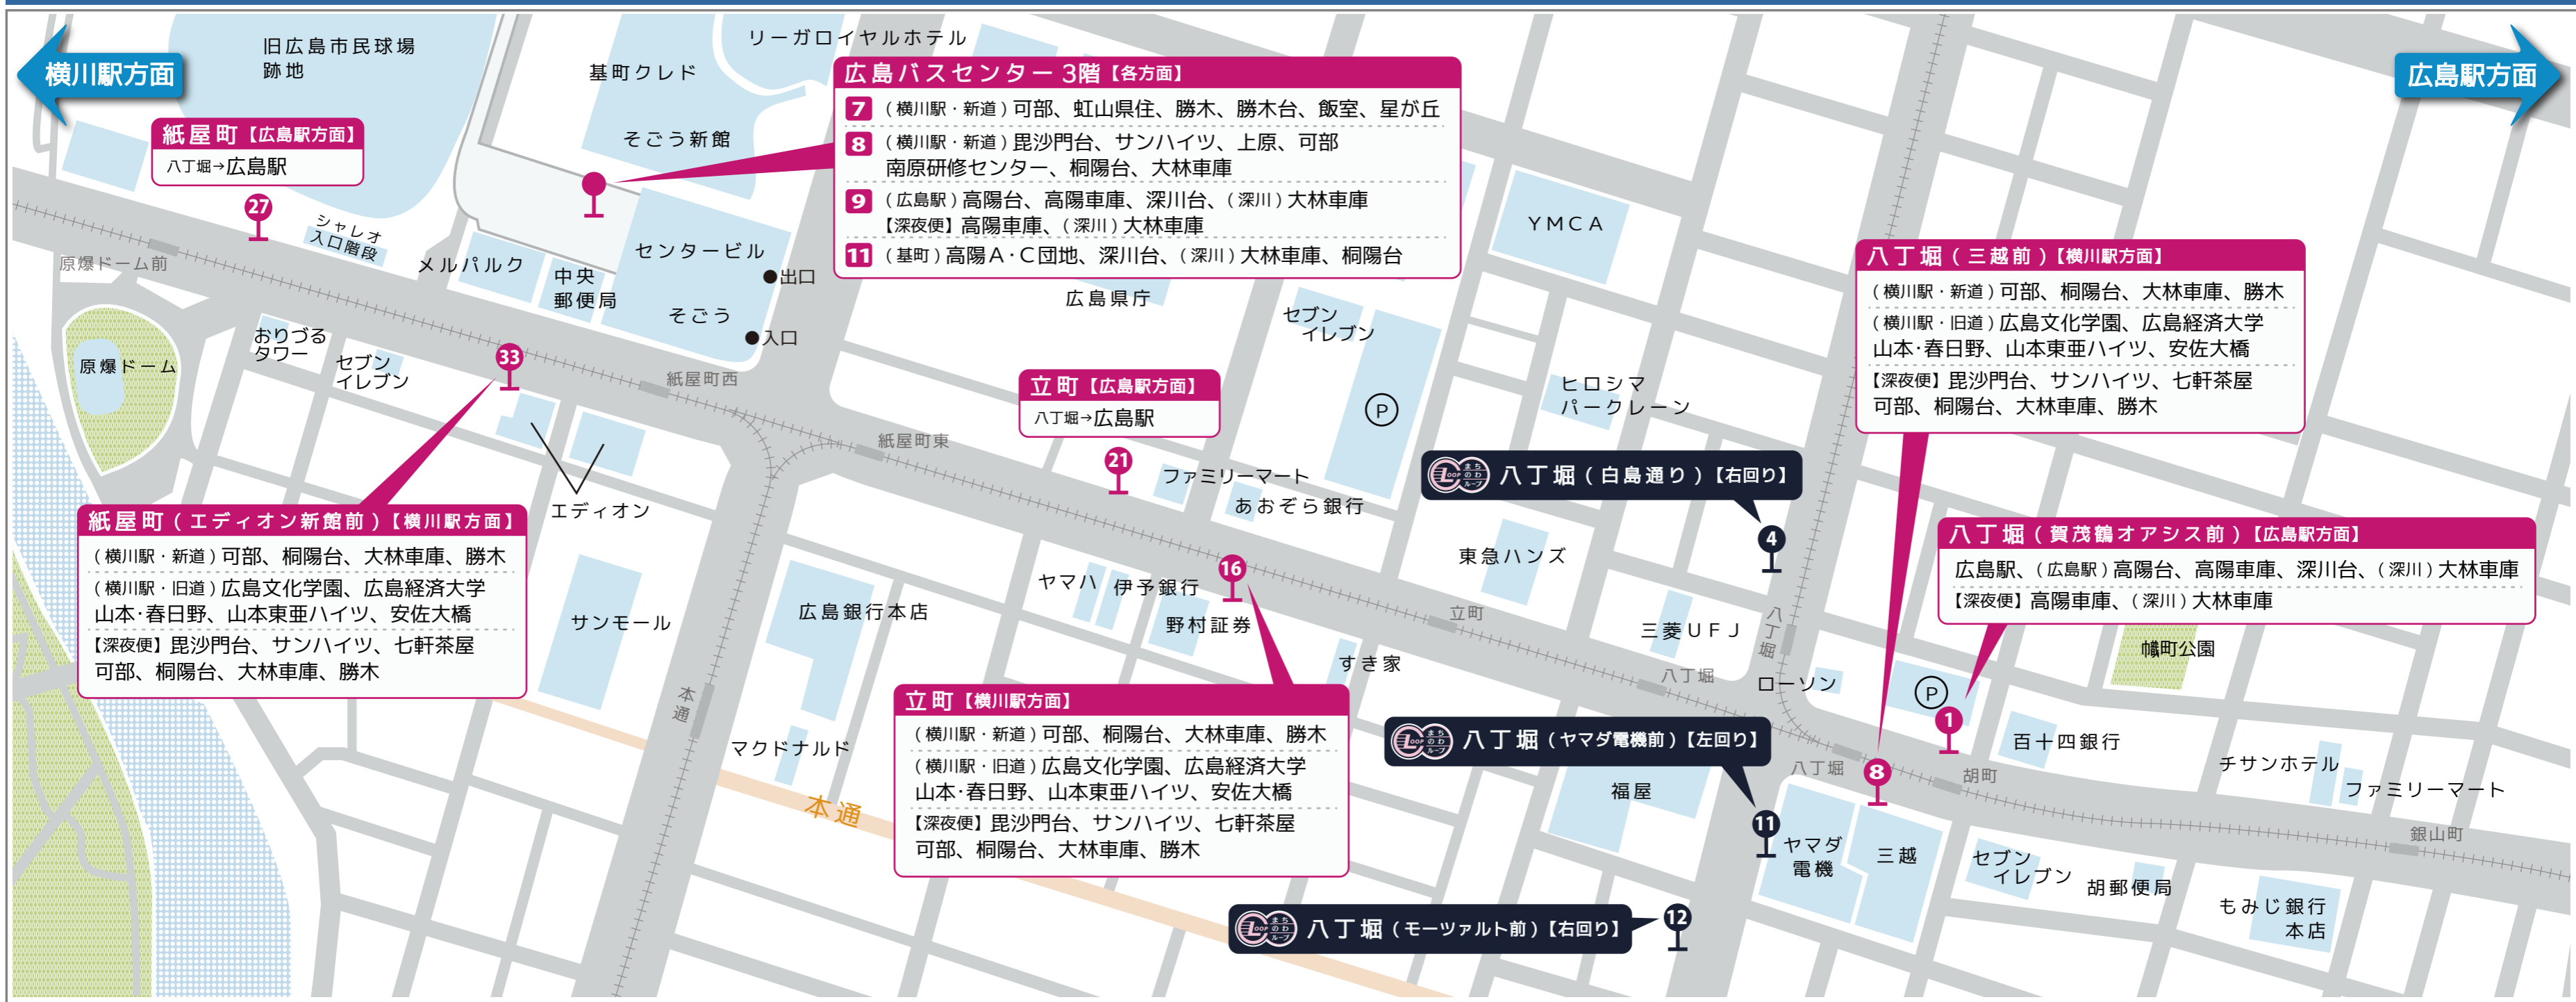 横川駅方面
広島駅方面
旧広島市民球場
跡地
基町クレド
リーガロイヤルホテル
そごう新館
紙屋町【広島駅方面】
八丁堀→広島駅
27
シャレオ
入口階段
原爆ドーム前
メルパルク
中央
郵便局
センタービル
●出口
そごう
●入口
広島バスセンター 3階【各方面】
7 (横川駅・新道) 可部、虹山県住、勝木、勝木台、飯室、星が丘
8 (横川駅・新道) 毘沙門台、サンハイツ、上原、可部
南原研修センター、桐陽台、大林車庫
9 (広島駅) 高陽台、高陽車庫、深川台、(深川) 大林車庫
【深夜便】高陽車庫、(深川) 大林車庫
11 (基町) 高陽A・C団地、深川台、(深川) 大林車庫、桐陽台
広島県庁
YMCA
セブン
イレブン
P
ヒロシマ
パークレーン
八丁堀(三越前)【横川駅方面】
(横川駅・新道) 可部、桐陽台、大林車庫、勝木
(横川駅・旧道) 広島文化学園、広島経済大学
山本・春日野、山本東亜ハイツ、安佐大橋
【深夜便】毘沙門台、サンハイツ、七軒茶屋
可部、桐陽台、大林車庫、勝木
原爆ドーム
おりづる
タワー
セブン
イレブン
33
紙屋町西
紙屋町東
立町【広島駅方面】
八丁堀→広島駅
21
ファミリーマート
あおぞら銀行
Loop まちのわループ 八丁堀(白島通り)【右回り】
4
紙屋町(エディオン新館前)【横川駅方面】
(横川駅・新道) 可部、桐陽台、大林車庫、勝木
(横川駅・旧道) 広島文化学園、広島経済大学
山本・春日野、山本東亜ハイツ、安佐大橋
【深夜便】毘沙門台、サンハイツ、七軒茶屋
可部、桐陽台、大林車庫、勝木
エディオン
サンモール
広島銀行本店
ヤマハ
伊予銀行
16
野村証券
東急ハンズ
立町
すき家
三菱UFJ
八丁堀
八丁堀
ローソン
八丁堀(賀茂鶴オアシス前)【広島駅方面】
広島駅、(広島駅) 高陽台、高陽車庫、深川台、(深川) 大林車庫
【深夜便】高陽車庫、(深川) 大林車庫
幟町公園
P
1
百十四銀行
本通
マクドナルド
本通
立町【横川駅方面】
(横川駅・新道) 可部、桐陽台、大林車庫、勝木
(横川駅・旧道) 広島文化学園、広島経済大学
山本・春日野、山本東亜ハイツ、安佐大橋
【深夜便】毘沙門台、サンハイツ、七軒茶屋
可部、桐陽台、大林車庫、勝木
Loop まちのわループ 八丁堀(ヤマダ電機前)【左回り】
11
福屋
八丁堀
8
胡町
チサンホテル
ファミリーマート
銀山町
ヤマダ
電機
三越
セブン
イレブン
胡郵便局
もみじ銀行
本店
Loop まちのわループ 八丁堀(モーツァルト前)【右回り】
12